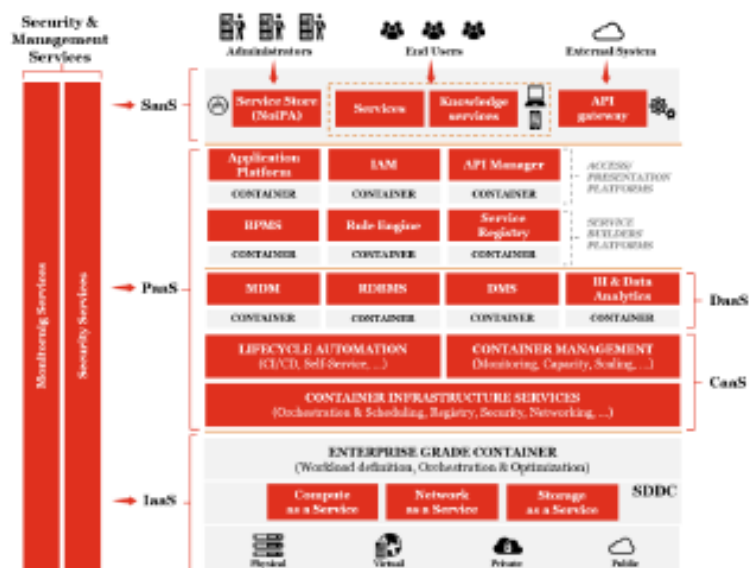 Security &
Management
Services
Administrators
End Users
External System
SaaS
Service Store
(NoiPA)
Services
Knowledge
services
API
gateway
Application
Platform
IAM
API Manager
CONTAINER
CONTAINER
CONTAINER
ACCESS/
PRESENTATION
PLATFORMS
BPMS
Rule Engine
Service
Registry
CONTAINER
CONTAINER
CONTAINER
SERVICE
BUILDERS
PLATFORMS
PaaS
MDM
RDBMS
DMS
BI & Data
Analytics
DaaS
CONTAINER
CONTAINER
CONTAINER
CONTAINER
LIFECYCLE AUTOMATION
(CI/CD, Self-Service, ...)
CONTAINER MANAGEMENT
(Monitoring, Capacity, Scaling, ...)
CaaS
CONTAINER INFRASTRUCTURE SERVICES
(Orchestration & Scheduling, Registry, Security, Networking, ...)
Monitornig Services
Security Services
ENTERPRISE GRADE CONTAINER
(Workload definition, Orchestration & Optimization)
IaaS
SDDC
Compute
as a Service
Network
as a Service
Storage
as a Service
Physical
Virtual
Private
Public